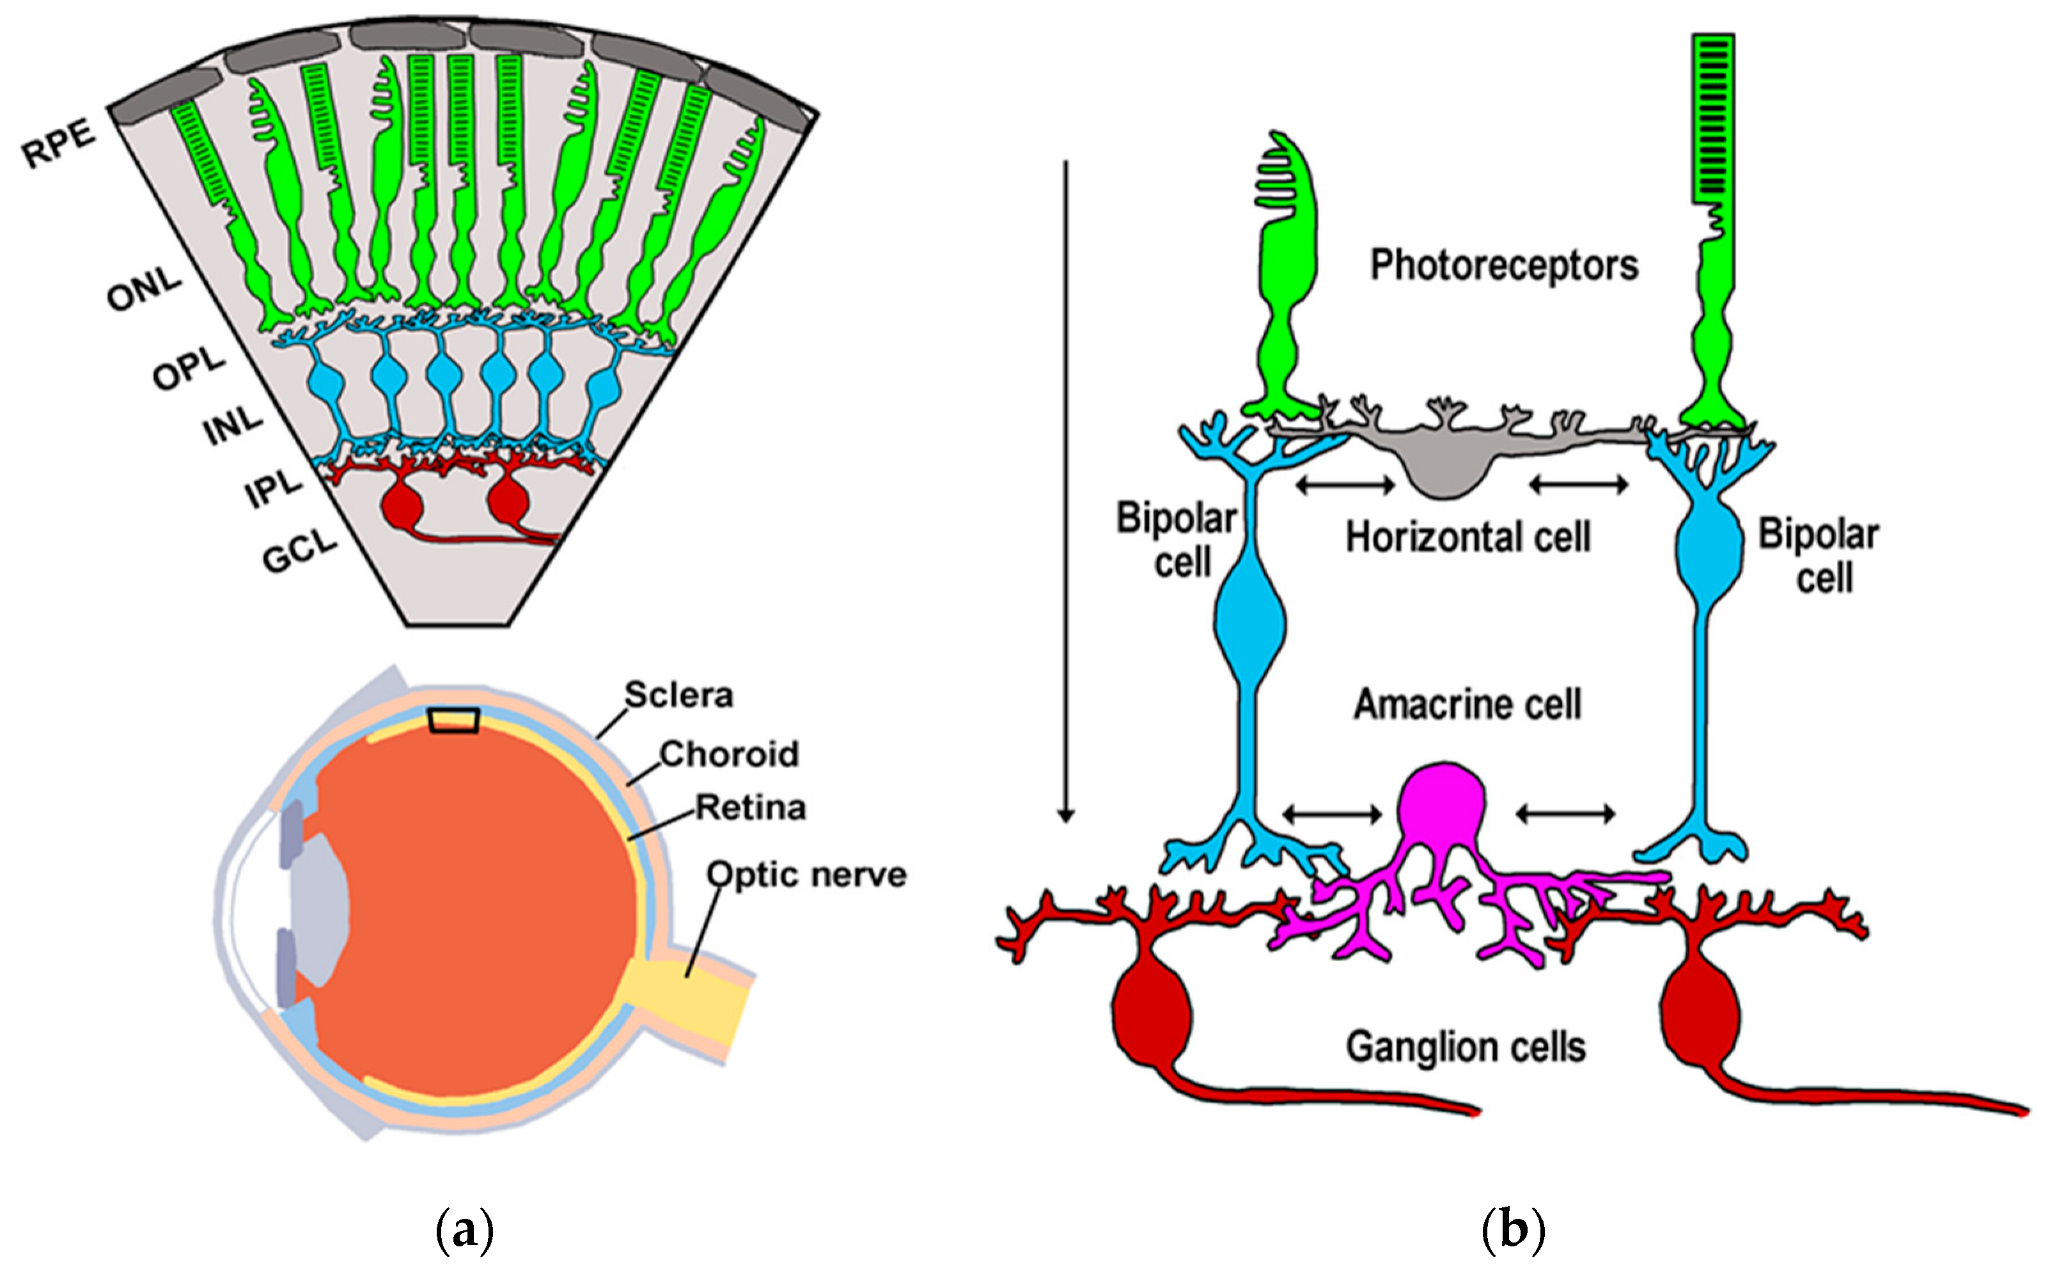 RPE
ONL
OPL
INL
IPL
GCL
Sclera
Choroid
Retina
Optic nerve
(a)
Photoreceptors
Bipolar
cell
Horizontal cell
Bipolar
cell
Amacrine cell
Ganglion cells
(b)